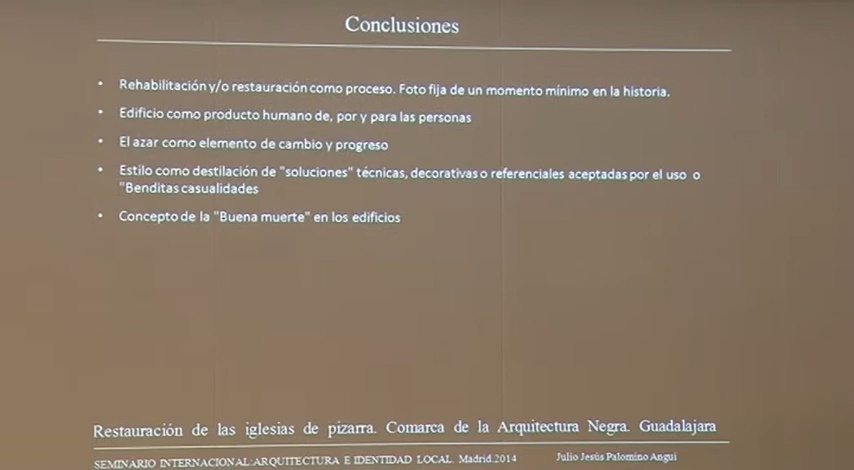 Conclusiones
• Rehabilitación y/o restauración como proceso. Foto fija de un momento mínimo en la historia.
• Edificio como producto humano de, por y para las personas
• El azar como elemento de cambio y progreso
• Estilo como destilación de "soluciones" técnicas, decorativas o referenciales aceptadas por el uso o
"Benditas casualidades
• Concepto de la "Buena muerte" en los edificios
Restauración de las iglesias de pizarra. Comarca de la Arquitectura Negra. Guadalajara
SEMINARIO INTERNACIONAL:ARQUITECTURA E IDENTIDAD LOCAL. Madrid.2014 Julio Jesús Palomino Angui